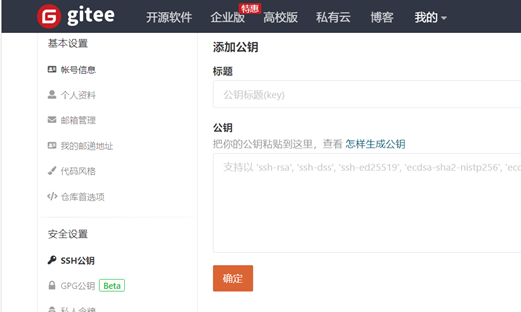 gitee 开源软件 企业版 特惠 高校版 私有云 博客 我的
基本设置
帐号信息
个人资料
邮箱管理
我的邮递地址
代码风格
仓库首选项
安全设置
SSH公钥
GPG公钥 Beta
私人令牌
添加公钥
标题
公钥标题(key)
公钥
把你的公钥粘贴到这里，查看 怎样生成公钥
支持以 'ssh-rsa', 'ssh-dss', 'ssh-ed25519', 'ecdsa-sha2-nistp256', 'ecd
确定